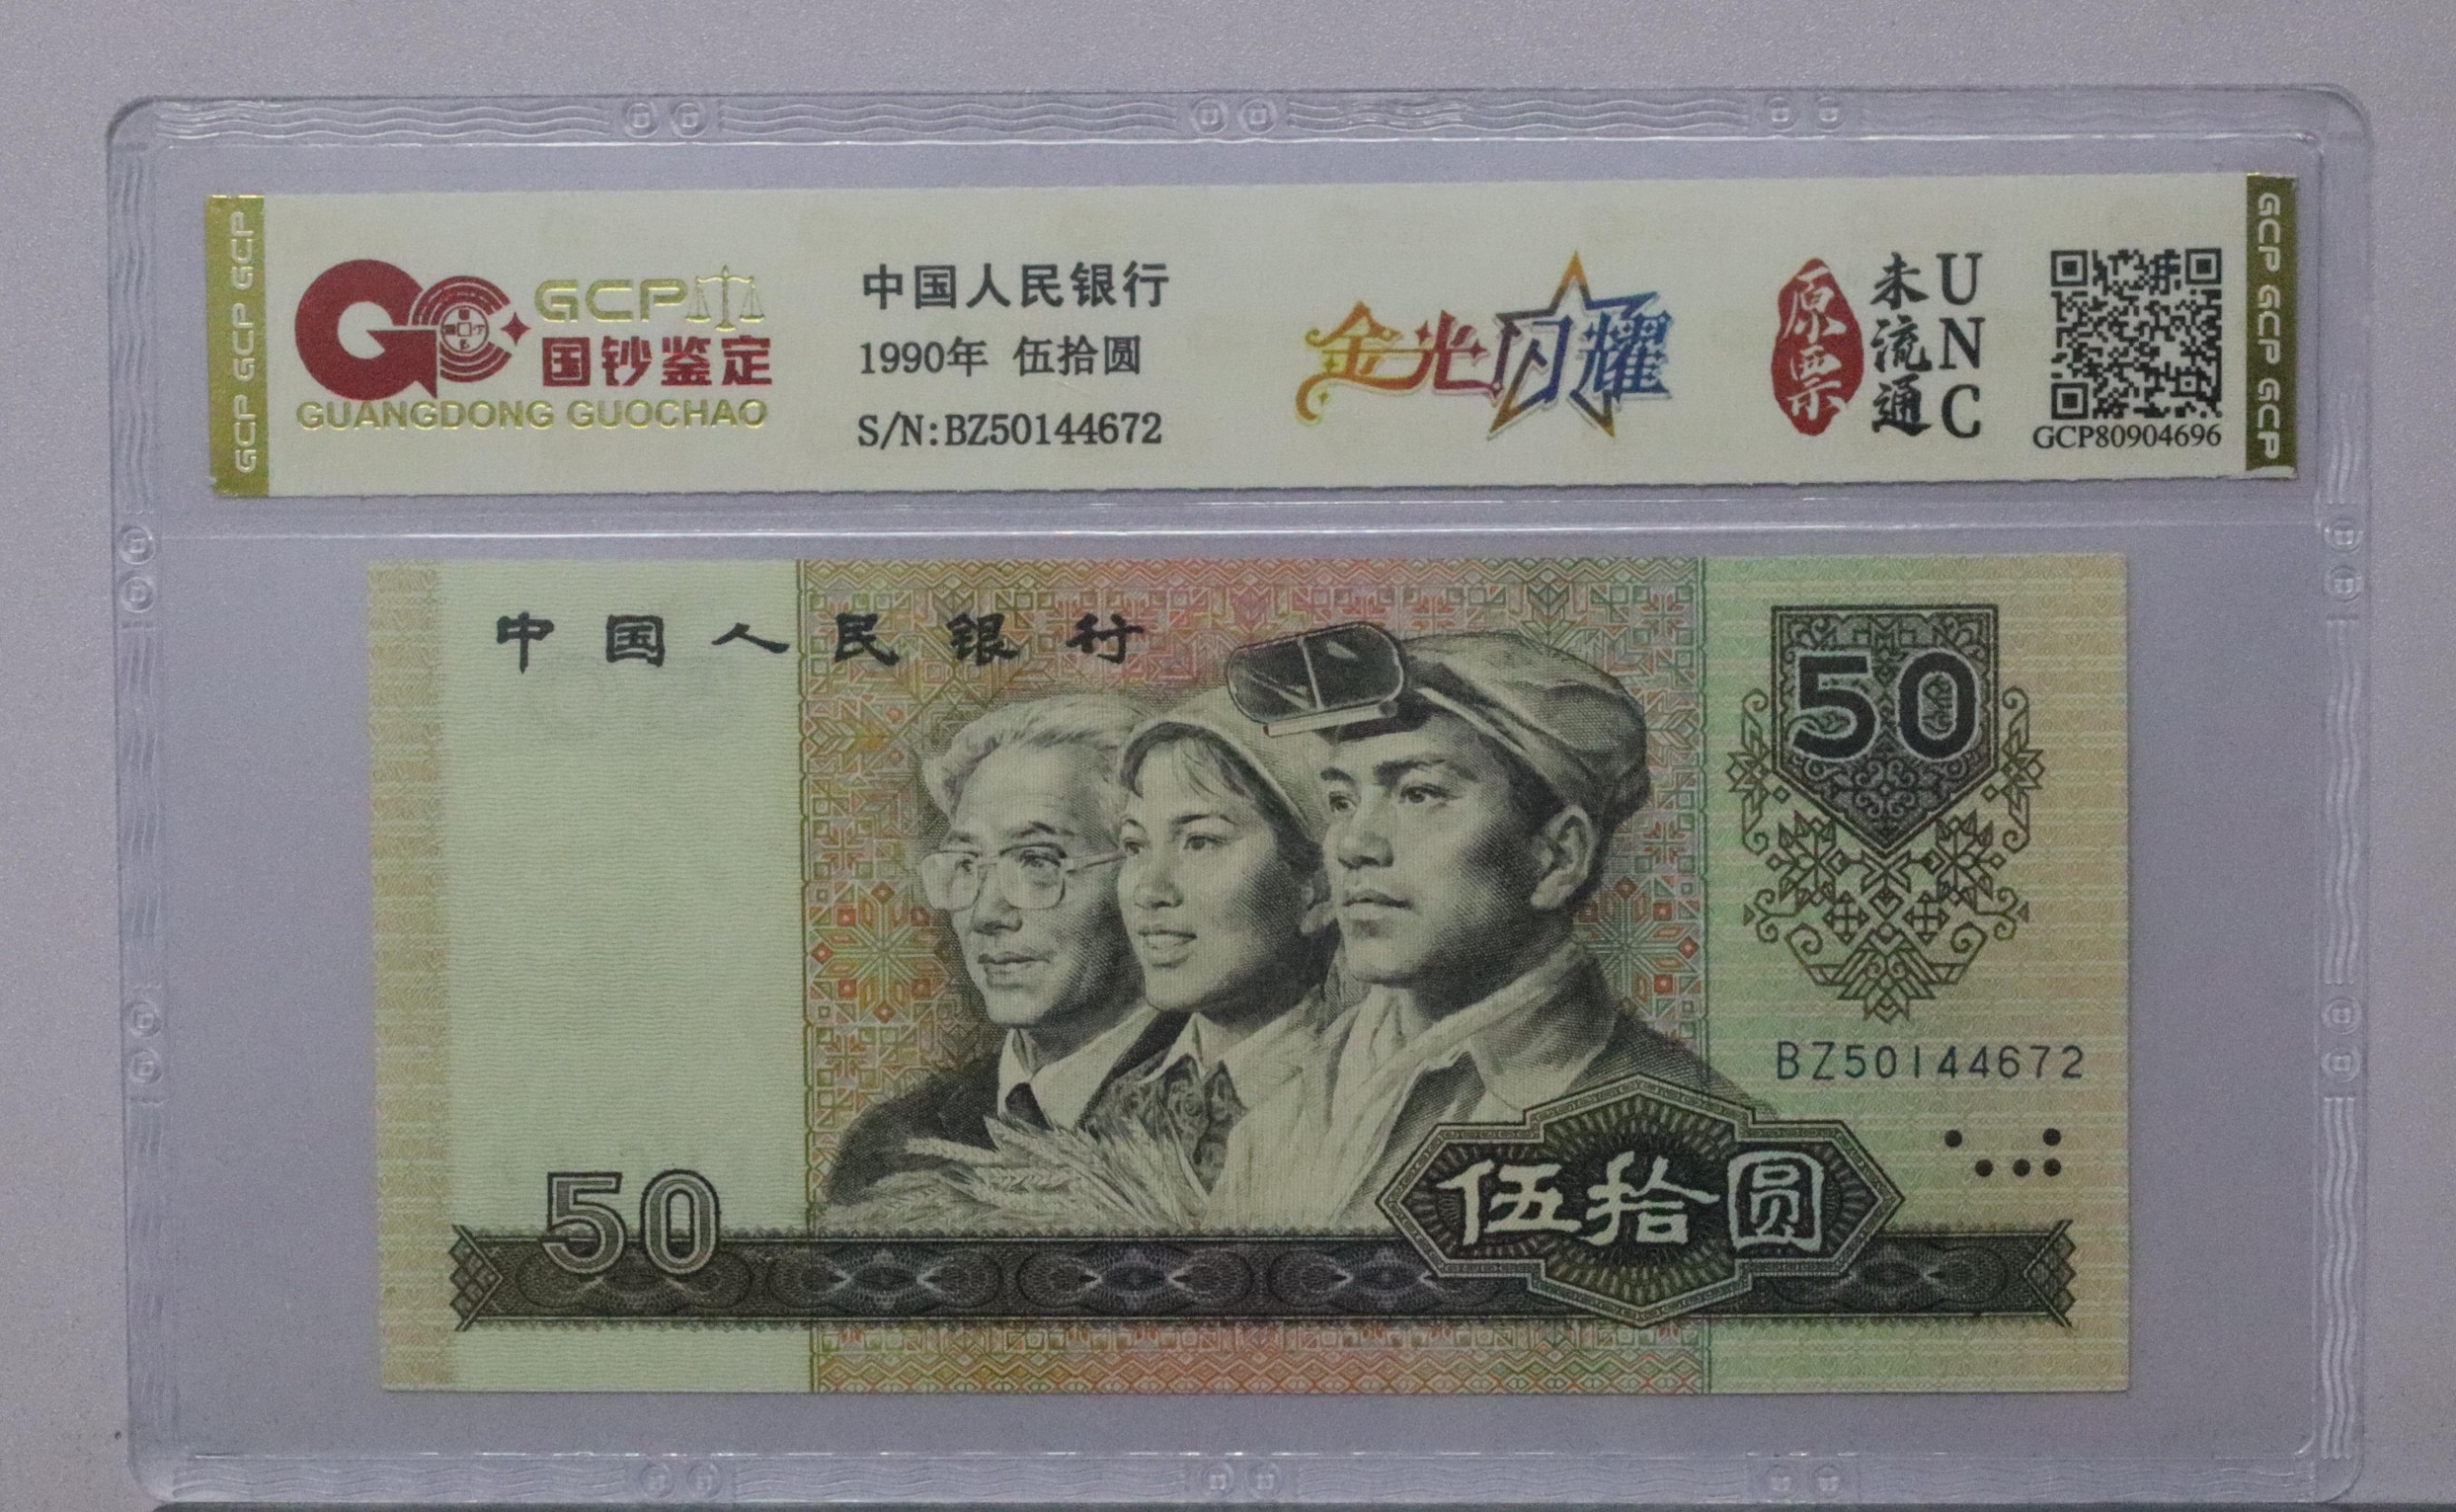 GCP GCP GCP
GCP
国钞鉴定
GUANGDONG GUOCHAO
中国人民银行
1990年 伍拾圆
S/N:BZ50144672
金光闪耀
原票
未流通
UNC
GCP80904696
GCP GCP GCP
中国人民银行
50
BZ50144672
50
伍拾圆